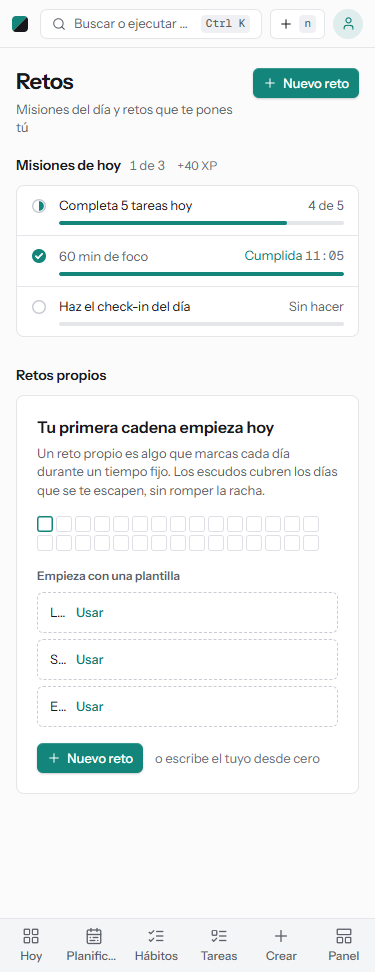 Buscar o ejecutar ... Ctrl K + n
Retos
+ Nuevo reto
Misiones del día y retos que te pones
tú
Misiones de hoy 1 de 3 +40 XP
Completa 5 tareas hoy 4 de 5
60 min de foco Cumplida 11:05
Haz el check-in del día Sin hacer
Retos propios
Tu primera cadena empieza hoy
Un reto propio es algo que marcas cada día
durante un tiempo fijo. Los escudos cubren los días
que se te escapen, sin romper la racha.
Empieza con una plantilla
L... Usar
S... Usar
E... Usar
+ Nuevo reto o escribe el tuyo desde cero
Hoy Planific... Hábitos Tareas Crear Panel